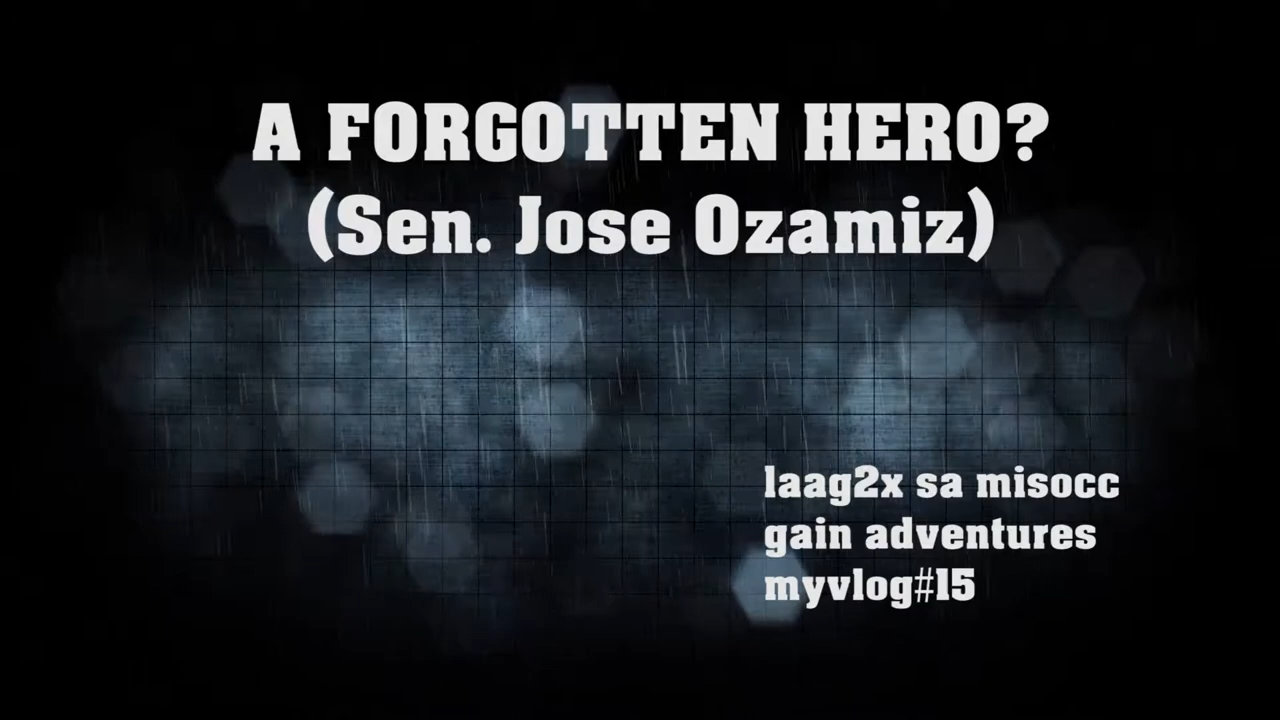 A FORGOTTEN HERO?
(Sen. Jose Ozamiz)
laag2x sa misocc
gain adventures
myvlog#15